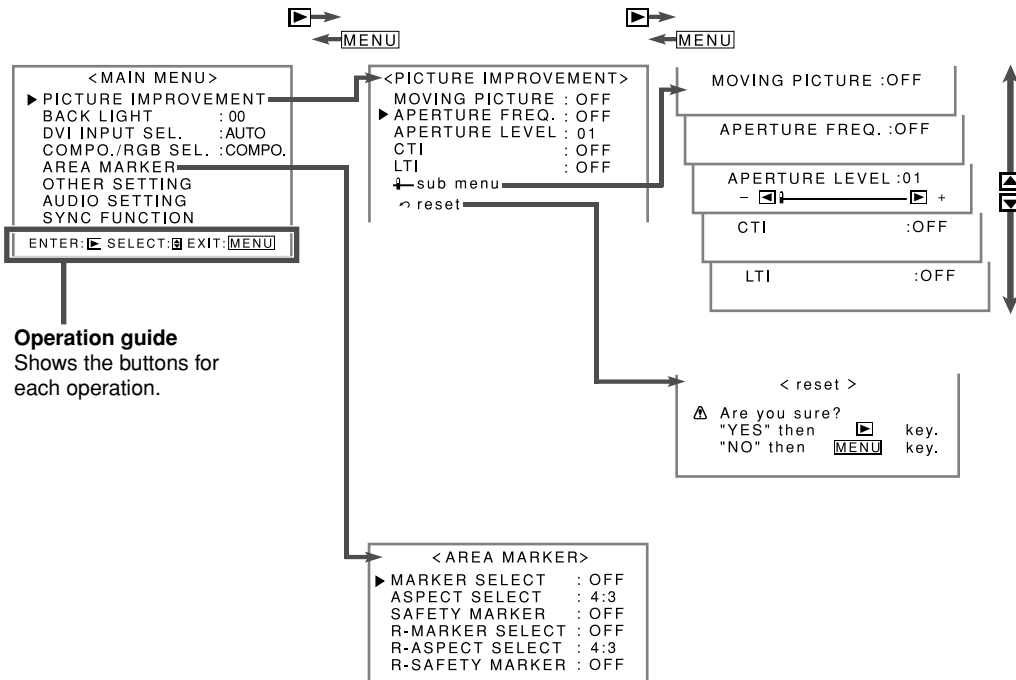 MENU
MENU
<MAIN MENU>
PICTURE IMPROVEMENT
BACK LIGHT : 00
DVI INPUT SEL. :AUTO
COMPO./RGB SEL. :COMPO.
AREA MARKER
OTHER SETTING
AUDIO SETTING
SYNC FUNCTION
ENTER: SELECT: EXIT: MENU
Operation guide
Shows the buttons for
each operation.
<PICTURE IMPROVEMENT>
MOVING PICTURE : OFF
APERTURE FREQ. : OFF
APERTURE LEVEL : 01
CTI : OFF
LTI : OFF
sub menu
reset
MOVING PICTURE :OFF
APERTURE FREQ. :OFF
APERTURE LEVEL :01
– +
CTI :OFF
LTI :OFF
< reset >
Are you sure?
"YES" then key.
"NO" then MENU key.
<AREA MARKER>
MARKER SELECT : OFF
ASPECT SELECT : 4:3
SAFETY MARKER : OFF
R-MARKER SELECT : OFF
R-ASPECT SELECT : 4:3
R-SAFETY MARKER : OFF